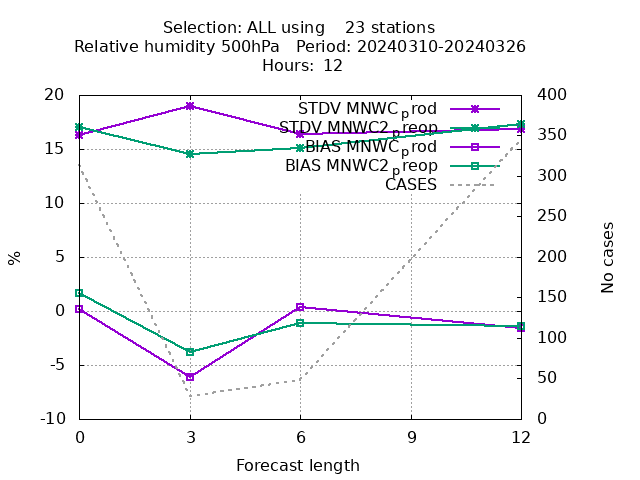 Selection: ALL using 23 stations
Relative humidity 500hPa Period: 20240310-20240326
Hours: 12
20
15
10
5
0
-5
-10
%
400
350
300
250
200
150
100
50
0
No cases
STDV MNWC_prod
STDV MNWC2_preop
BIAS MNWC_prod
BIAS MNWC2_preop
CASES
0 3 6 9 12
Forecast length